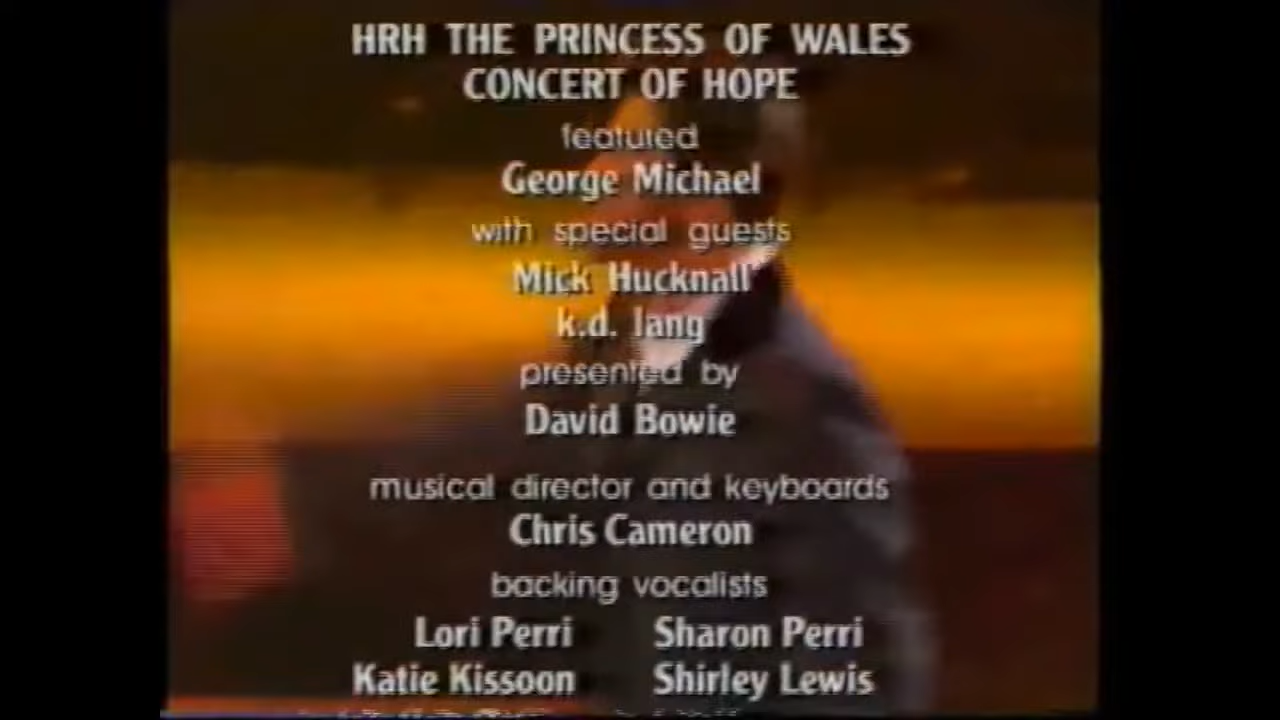 HRH THE PRINCESS OF WALES
CONCERT OF HOPE
featured
George Michael
with special guests
Mick Hucknall
k.d. lang
presented by
David Bowie
musical director and keyboards
Chris Cameron
backing vocalists
Lori Perri Sharon Perri
Katie Kissoon Shirley Lewis